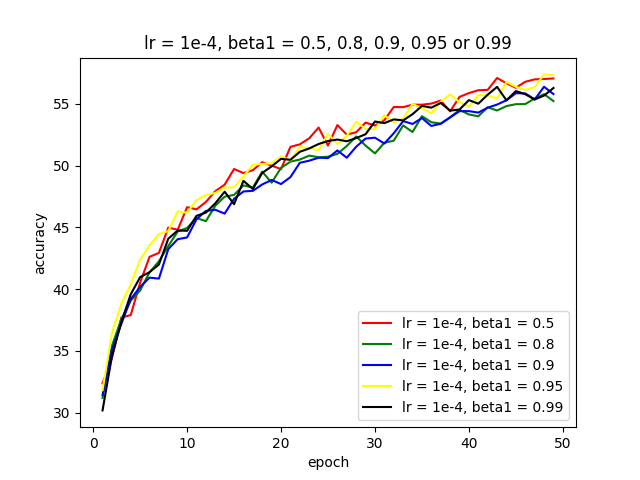 lr = 1e-4, beta1 = 0.5, 0.8, 0.9, 0.95 or 0.99
accuracy
55
50
45
40
35
30
lr = 1e-4, beta1 = 0.5
lr = 1e-4, beta1 = 0.8
lr = 1e-4, beta1 = 0.9
lr = 1e-4, beta1 = 0.95
lr = 1e-4, beta1 = 0.99
0 10 20 30 40 50
epoch